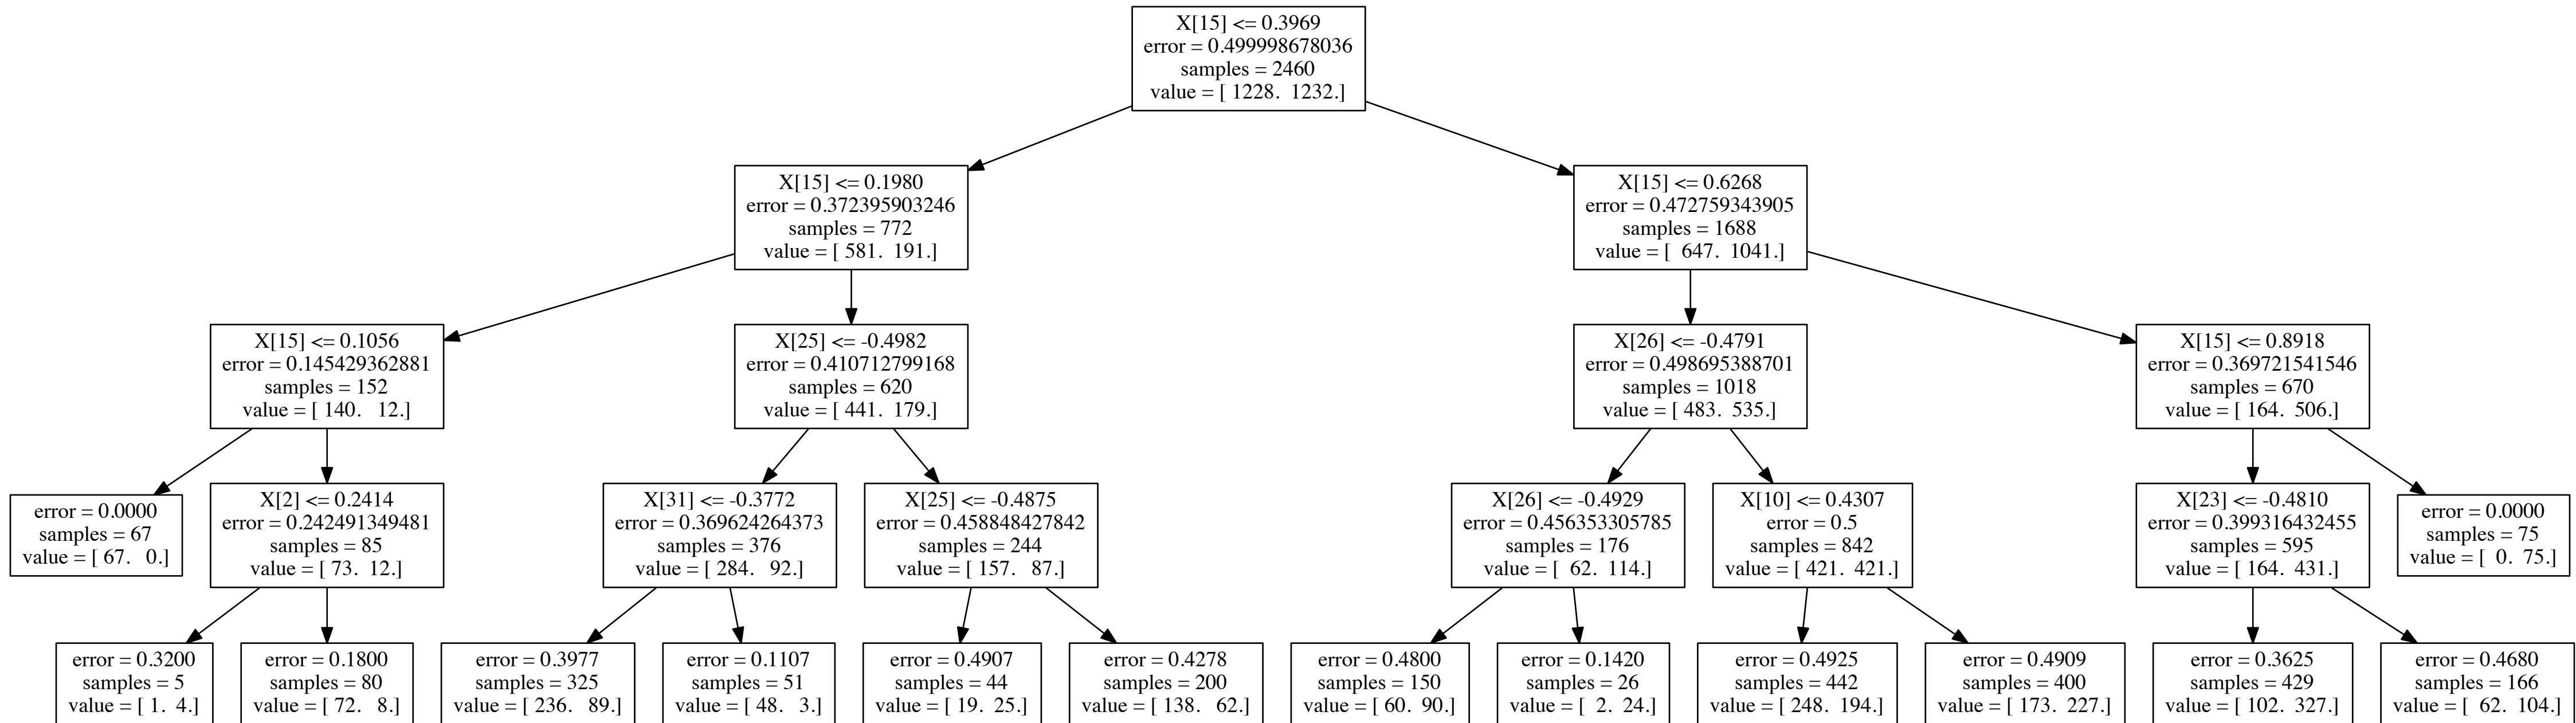 X[15] <= 0.3969
error = 0.499998678036
samples = 2460
value = [ 1228.  1232.]
X[15] <= 0.1980
error = 0.372395903246
samples = 772
value = [ 581.  191.]
X[15] <= 0.6268
error = 0.472759343905
samples = 1688
value = [  647.  1041.]
X[15] <= 0.1056
error = 0.145429362881
samples = 152
value = [ 140.   12.]
X[25] <= -0.4982
error = 0.410712799168
samples = 620
value = [ 441.  179.]
X[26] <= -0.4791
error = 0.498695388701
samples = 1018
value = [ 483.  535.]
X[15] <= 0.8918
error = 0.369721541546
samples = 670
value = [ 164.  506.]
error = 0.0000
samples = 67
value = [ 67.   0.]
X[2] <= 0.2414
error = 0.242491349481
samples = 85
value = [ 73.  12.]
X[31] <= -0.3772
error = 0.369624264373
samples = 376
value = [ 284.   92.]
X[25] <= -0.4875
error = 0.458848427842
samples = 244
value = [ 157.   87.]
X[26] <= -0.4929
error = 0.456353305785
samples = 176
value = [  62.  114.]
X[10] <= 0.4307
error = 0.5
samples = 842
value = [ 421.  421.]
X[23] <= -0.4810
error = 0.399316432455
samples = 595
value = [ 164.  431.]
error = 0.0000
samples = 75
value = [  0.  75.]
error = 0.3200
samples = 5
value = [ 1.  4.]
error = 0.1800
samples = 80
value = [ 72.   8.]
error = 0.3977
samples = 325
value = [ 236.   89.]
error = 0.1107
samples = 51
value = [ 48.   3.]
error = 0.4907
samples = 44
value = [ 19.  25.]
error = 0.4278
samples = 200
value = [ 138.   62.]
error = 0.4800
samples = 150
value = [ 60.  90.]
error = 0.1420
samples = 26
value = [  2.  24.]
error = 0.4925
samples = 442
value = [ 248.  194.]
error = 0.4909
samples = 400
value = [ 173.  227.]
error = 0.3625
samples = 429
value = [ 102.  327.]
error = 0.4680
samples = 166
value = [  62.  104.]